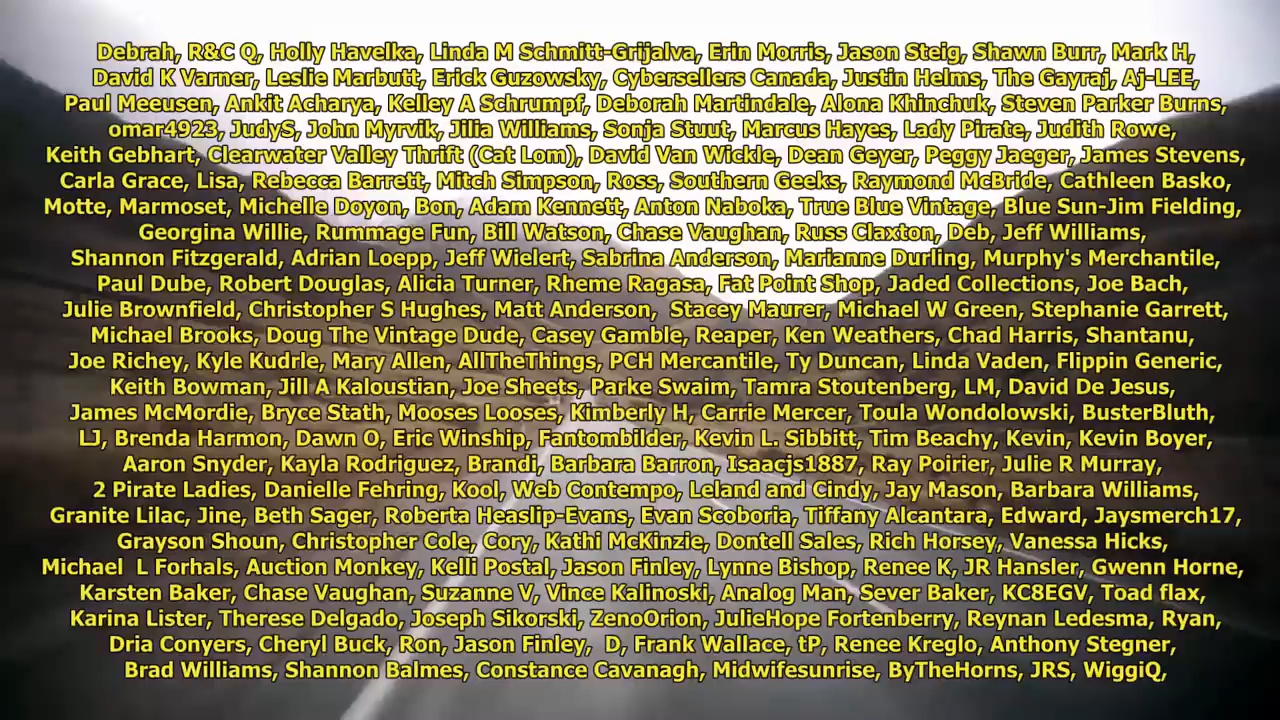 Debrah, R&C Q, Holly Havelka, Linda M Schmitt-Grijalva, Erin Morris, Jason Steig, Shawn Burr, Mark H,
David K Varner, Leslie Marbutt, Erick Guzowsky, Cybersellers Canada, Justin Helms, The Gayraj, Aj-LEE,
Paul Meeusen, Ankit Acharya, Kelley A Schrumpf, Deborah Martindale, Alona Khinchuk, Steven Parker Burns,
omar4923, JudyS, John Myrvik, Jilia Williams, Sonja Stuut, Marcus Hayes, Lady Pirate, Judith Rowe,
Keith Gebhart, Clearwater Valley Thrift (Cat Lom), David Van Wickle, Dean Geyer, Peggy Jaeger, James Stevens,
Carla Grace, Lisa, Rebecca Barrett, Mitch Simpson, Ross, Southern Geeks, Raymond McBride, Cathleen Basko,
Motte, Marmoset, Michelle Doyon, Bon, Adam Kennett, Anton Naboka, True Blue Vintage, Blue Sun-Jim Fielding,
Georgina Willie, Rummage Fun, Bill Watson, Chase Vaughan, Russ Claxton, Deb, Jeff Williams,
Shannon Fitzgerald, Adrian Loepp, Jeff Wielert, Sabrina Anderson, Marianne Durling, Murphy's Merchantile,
Paul Dube, Robert Douglas, Alicia Turner, Rheme Ragasa, Fat Point Shop, Jaded Collections, Joe Bach,
Julie Brownfield, Christopher S Hughes, Matt Anderson,  Stacey Maurer, Michael W Green, Stephanie Garrett,
Michael Brooks, Doug The Vintage Dude, Casey Gamble, Reaper, Ken Weathers, Chad Harris, Shantanu,
Joe Richey, Kyle Kudrle, Mary Allen, AllTheThings, PCH Mercantile, Ty Duncan, Linda Vaden, Flippin Generic,
Keith Bowman, Jill A Kaloustian, Joe Sheets, Parke Swaim, Tamra Stoutenberg, LM, David De Jesus,
James McMordie, Bryce Stath, Mooses Looses, Kimberly H, Carrie Mercer, Toula Wondolowski, BusterBluth,
LJ, Brenda Harmon, Dawn O, Eric Winship, Fantombilder, Kevin L. Sibbitt, Tim Beachy, Kevin, Kevin Boyer,
Aaron Snyder, Kayla Rodriguez, Brandi, Barbara Barron, Isaacjs1887, Ray Poirier, Julie R Murray,
2 Pirate Ladies, Danielle Fehring, Kool, Web Contempo, Leland and Cindy, Jay Mason, Barbara Williams,
Granite Lilac, Jine, Beth Sager, Roberta Heaslip-Evans, Evan Scoboria, Tiffany Alcantara, Edward, Jaysmerch17,
Grayson Shoun, Christopher Cole, Cory, Kathi McKinzie, Dontell Sales, Rich Horsey, Vanessa Hicks,
Michael  L Forhals, Auction Monkey, Kelli Postal, Jason Finley, Lynne Bishop, Renee K, JR Hansler, Gwenn Horne,
Karsten Baker, Chase Vaughan, Suzanne V, Vince Kalinoski, Analog Man, Sever Baker, KC8EGV, Toad flax,
Karina Lister, Therese Delgado, Joseph Sikorski, ZenoOrion, JulieHope Fortenberry, Reynan Ledesma, Ryan,
Dria Conyers, Cheryl Buck, Ron, Jason Finley,  D, Frank Wallace, tP, Renee Kreglo, Anthony Stegner,
Brad Williams, Shannon Balmes, Constance Cavanagh, Midwifesunrise, ByTheHorns, JRS, WiggiQ,